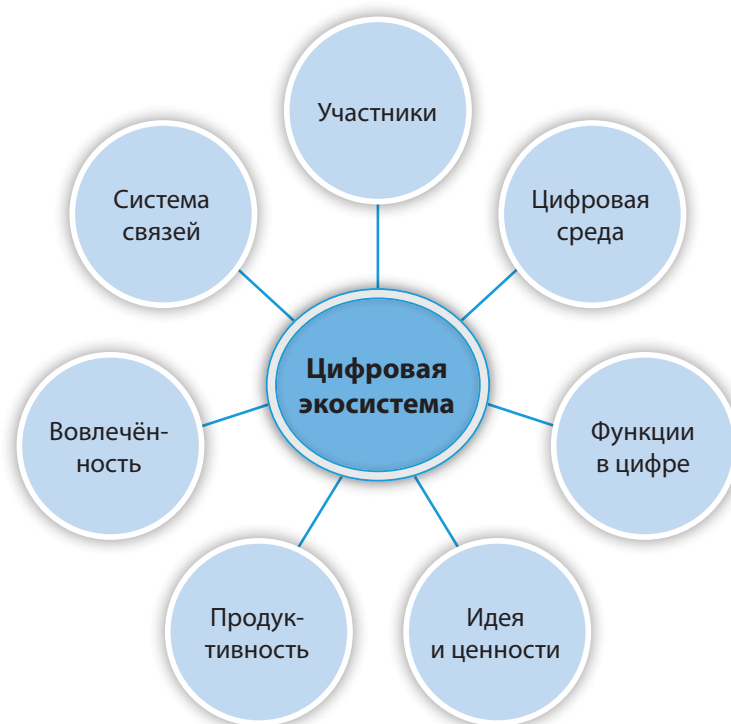 Участники
Система
связей
Цифровая
среда
Цифровая
экосистема
Вовлечён-
ность
Функции
в цифре
Продук-
тивность
Идея
и ценности